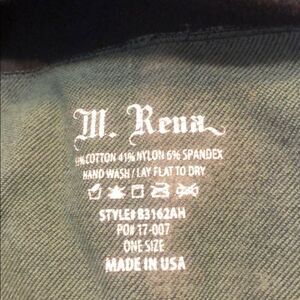 M. Rena
COTTON 41% NYLON 6% SPANDEX
HAND WASH / LAY FLAT TO DRY
STYLE# B3162AH
PO# 17-007
ONE SIZE
MADE IN USA